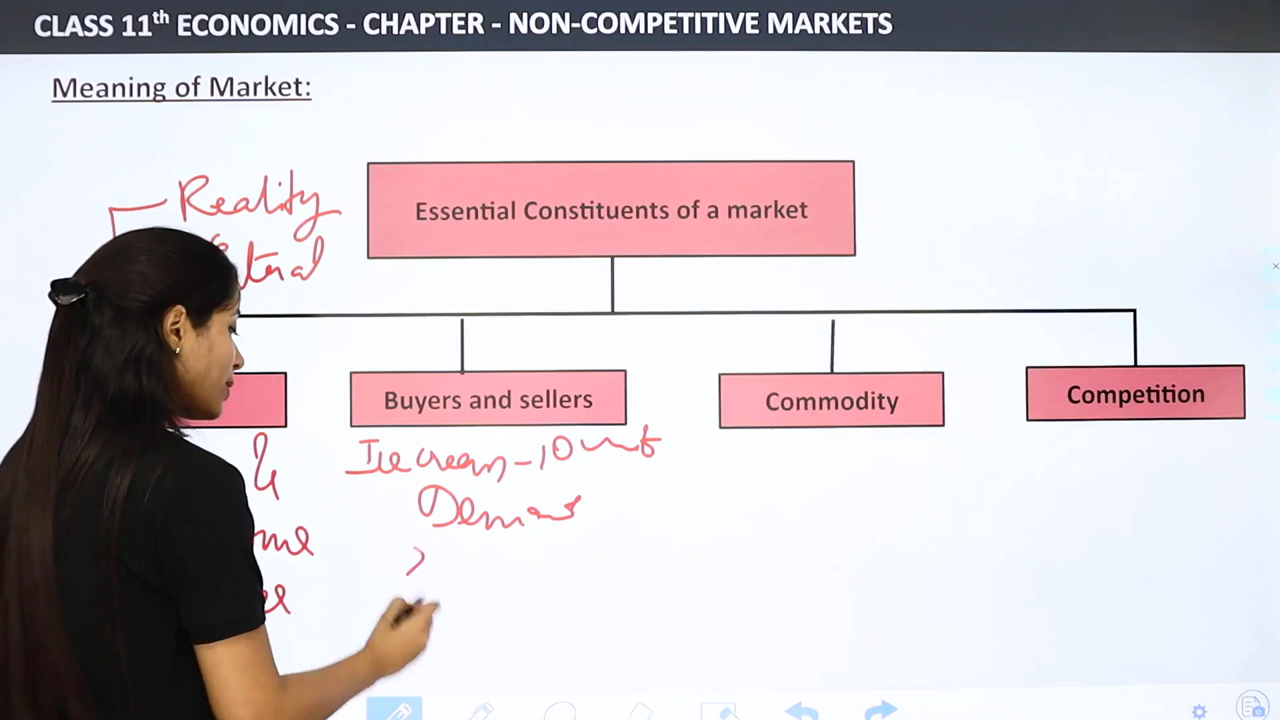 CLASS 11th ECONOMICS - CHAPTER - NON-COMPETITIVE MARKETS
Meaning of Market:
Reality
Essential Constituents of a market
Buyers and sellers
Commodity
Competition
Ice cream - 10 unit
Demand